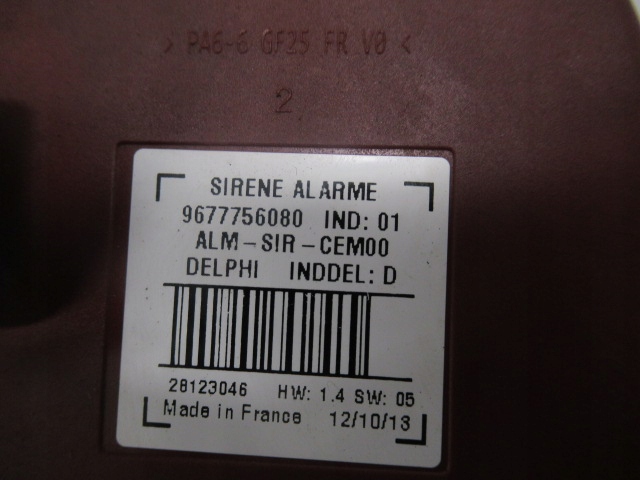 > PA6-6 GF25 FR V0 <
2
SIRENE ALARME
9677756080 IND: 01
ALM-SIR-CEM00
DELPHI INDDEL: D
28123046 HW: 1.4 SW: 05
Made in France 12/10/13